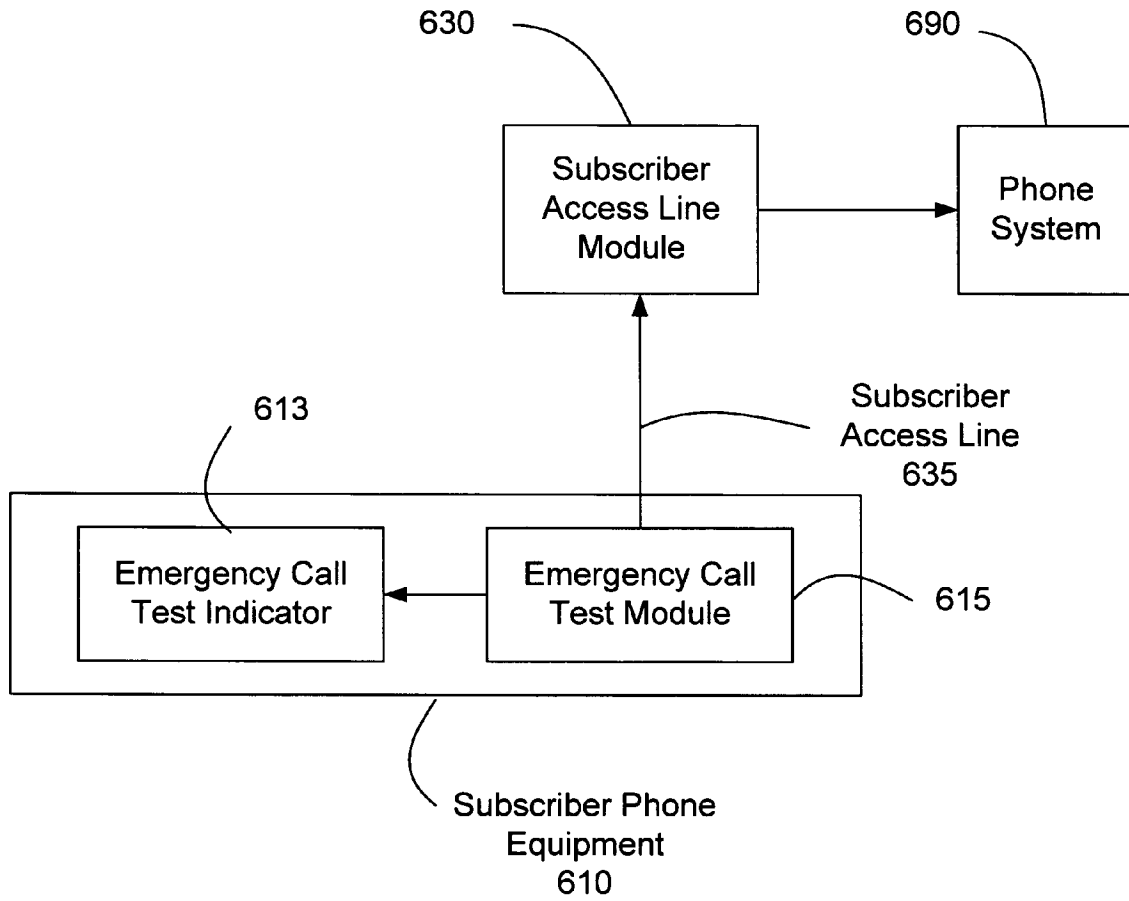 630
690
Subscriber
Access Line
Module
Phone
System
613
Subscriber
Access Line
635
Emergency Call
Test Indicator
Emergency Call
Test Module
615
Subscriber Phone
Equipment
610